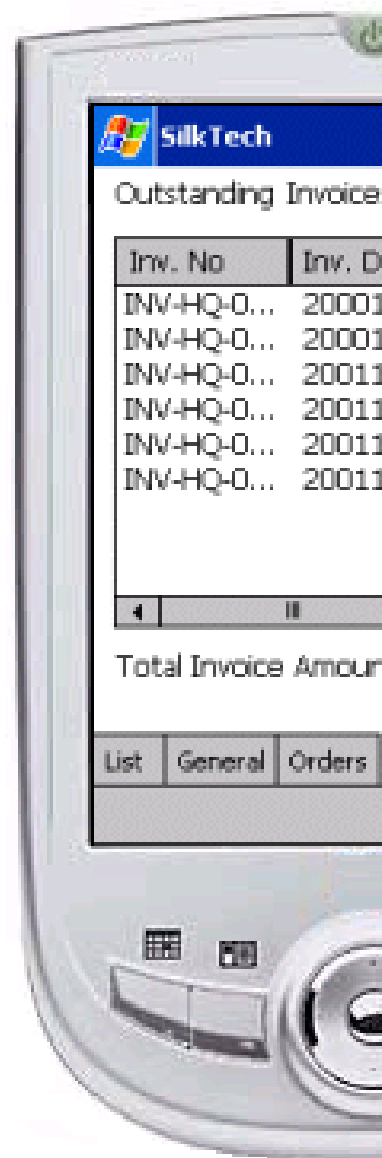 SilkTech
Outstanding Invoice
Inv. No Inv. D
INV-HQ-0... 20001
INV-HQ-0... 20001
INV-HQ-0... 20011
INV-HQ-0... 20011
INV-HQ-0... 20011
INV-HQ-0... 20011
Total Invoice Amoun
List General Orders